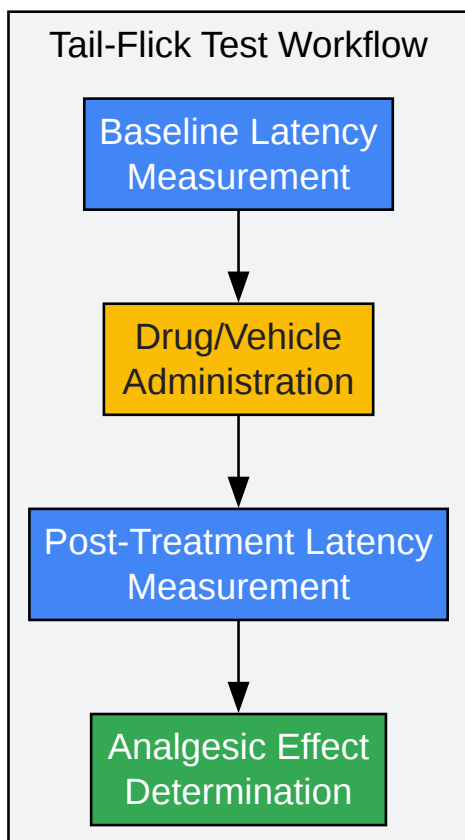 Tail-Flick Test Workflow
Baseline Latency
Measurement
Drug/Vehicle
Administration
Post-Treatment Latency
Measurement
Analgesic Effect
Determination